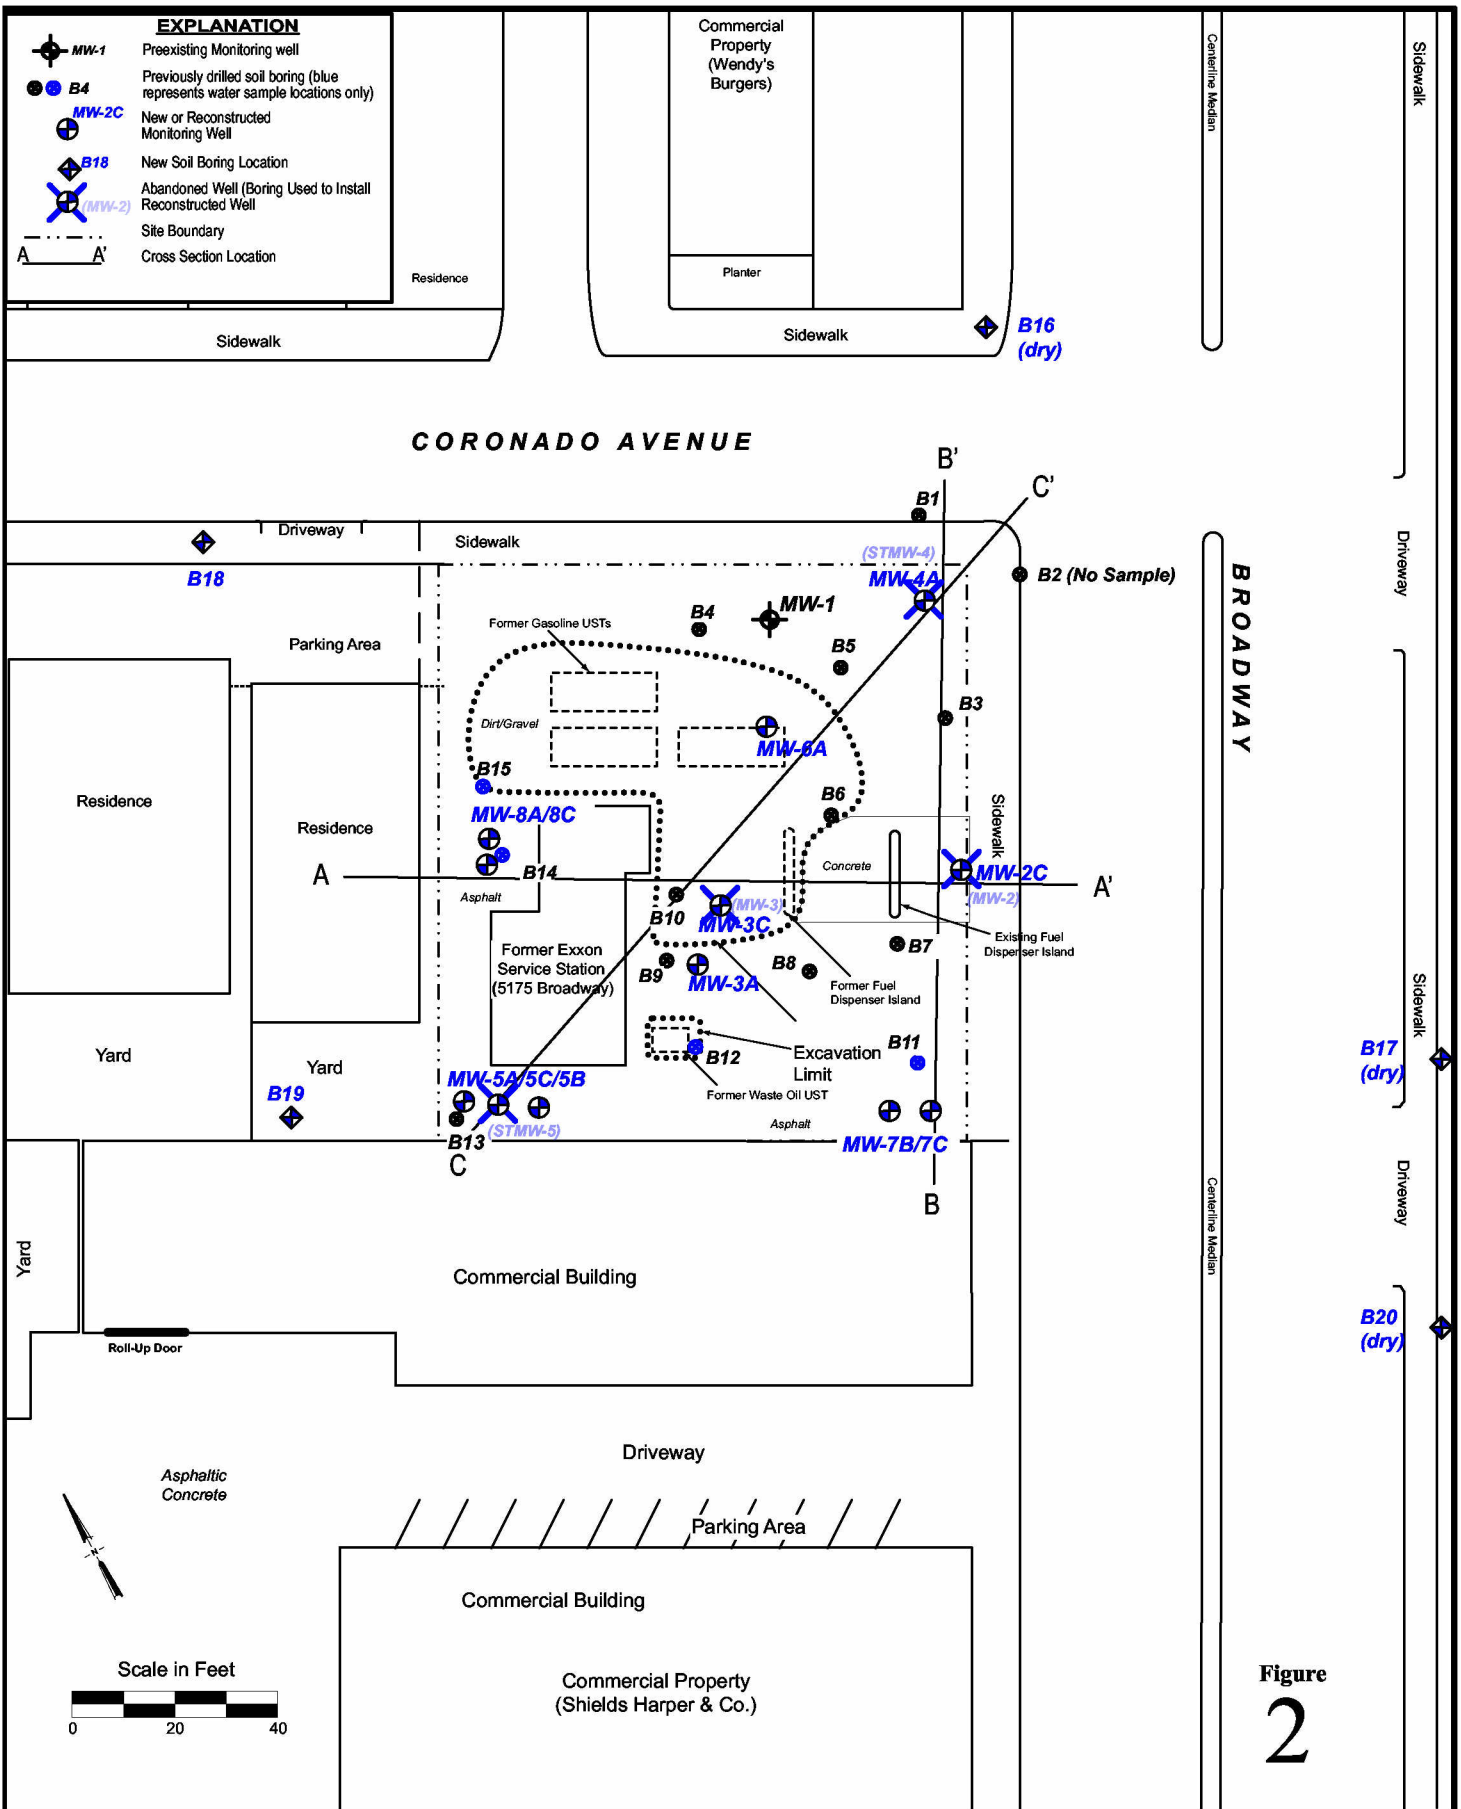 EXPLANATION
MW-1
Preexisting Monitoring well
B4
Previously drilled soil boring (blue
represents water sample locations only)
MW-2C
New or Reconstructed
Monitoring Well
B18
New Soil Boring Location
(MW-2)
Abandoned Well (Boring Used to Install
Reconstructed Well
Site Boundary
A A'
Cross Section Location
Commercial
Property
(Wendy's
Burgers)
Centerline Median
Sidewalk
Residence
Planter
Sidewalk
Sidewalk
B16
(dry)
CORONADO AVENUE
B'
C'
B1
Driveway
Sidewalk
(STMW-4)
Driveway
B18
MW-4A
B2 (No Sample)
BROADWAY
B4
MW-1
Former Gasoline USTs
Parking Area
B5
B3
Dirt/Gravel
MW-6A
B15
B6
Residence
MW-8A/8C
Residence
Sidewalk
Concrete
A
B14
MW-2C
A'
Asphalt
(MW-3)
(MW-2)
B10
MW-3C
Former Exxon
Service Station
(5175 Broadway)
B7
Existing Fuel
Dispenser Island
B9
B8
MW-3A
Former Fuel
Dispenser Island
Sidewalk
Yard
Yard
B12
Excavation
Limit
B11
B17
(dry)
B19
MW-5A/5C/5B
Former Waste Oil UST
Asphalt
(STMW-5)
B13
MW-7B/7C
C
B
Driveway
Centerline Median
Yard
Commercial Building
B20
(dry)
Roll-Up Door
Driveway
Asphaltic
Concrete
Parking Area
N
Commercial Building
Scale in Feet
0 20 40
Commercial Property
(Shields Harper & Co.)
Figure
2